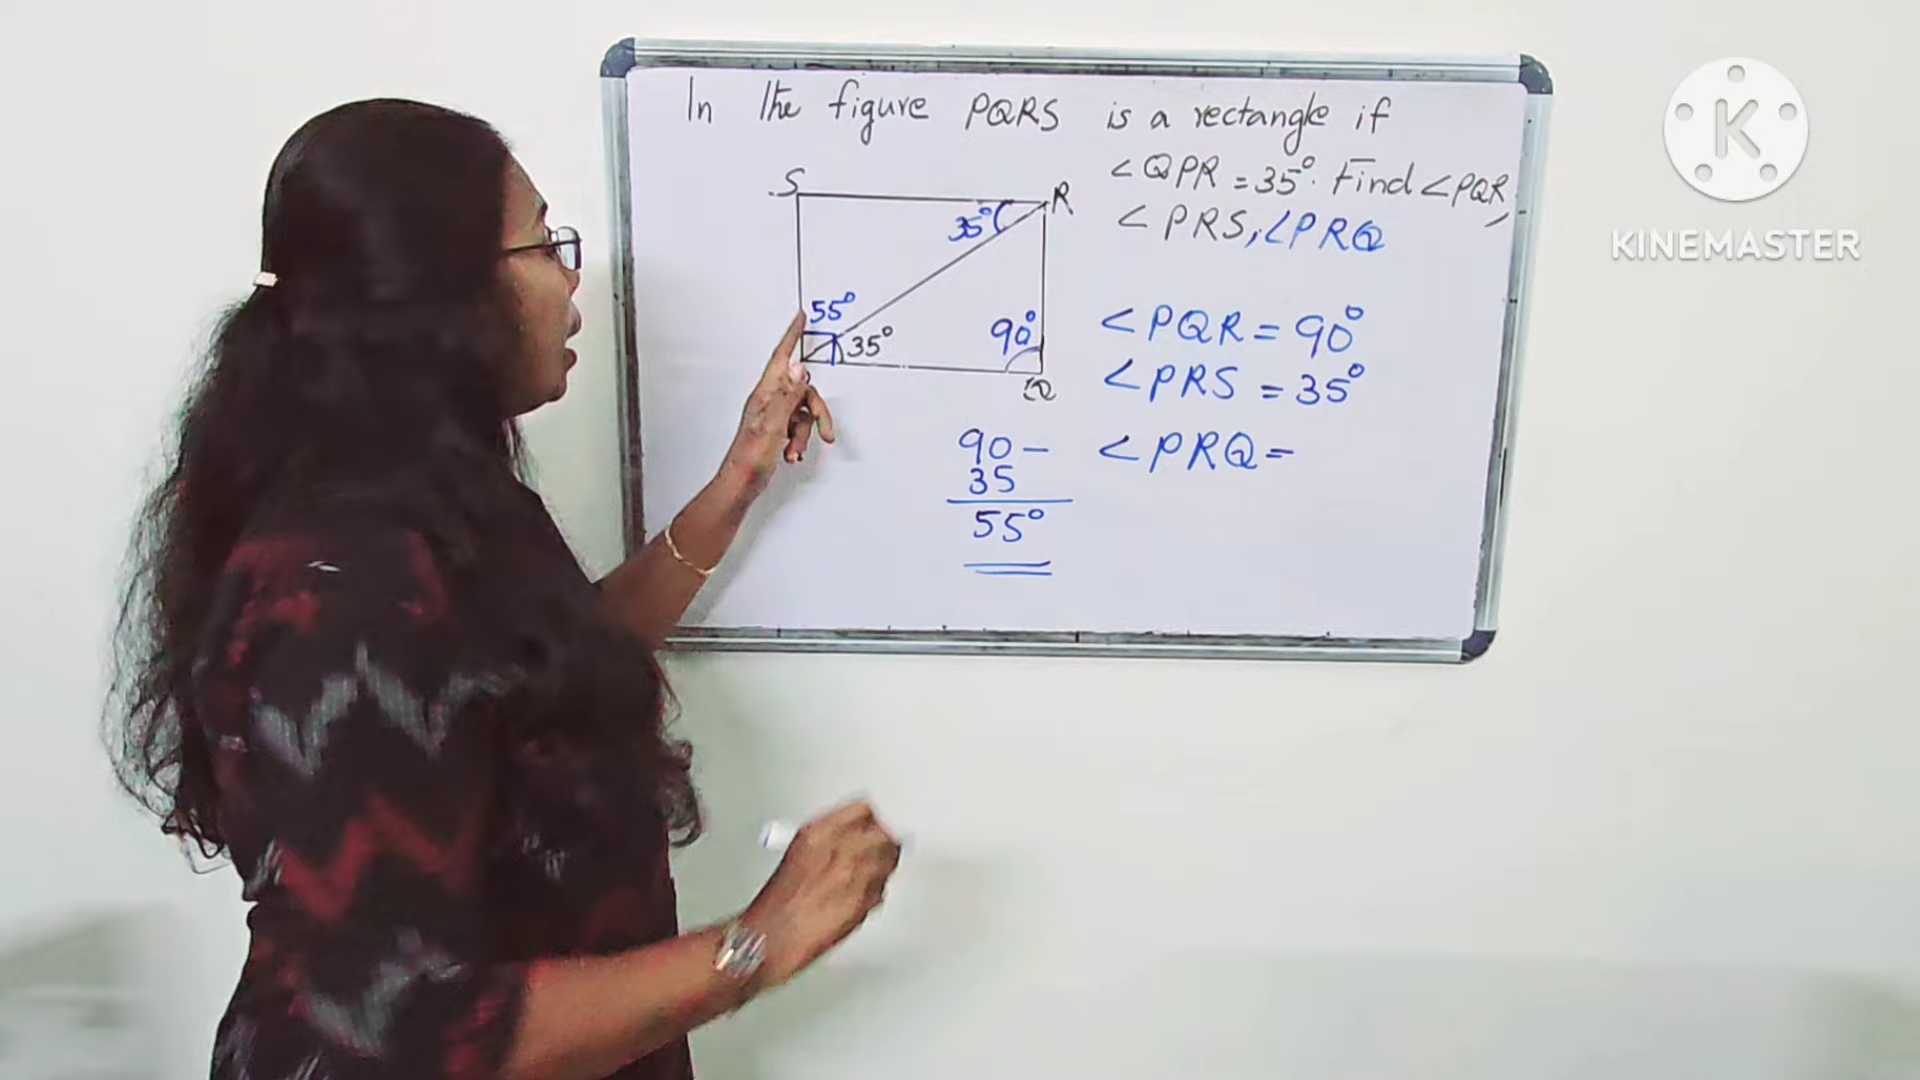 In the figure PQRS is a rectangle if
∠QPR = 35°. Find ∠PQR,
∠PRS, ∠PRQ
S
R
35°
55°
35°
90°
Q
∠PQR = 90°
∠PRS = 35°
∠PRQ =
90 -
35
55°
K
KINEMASTER